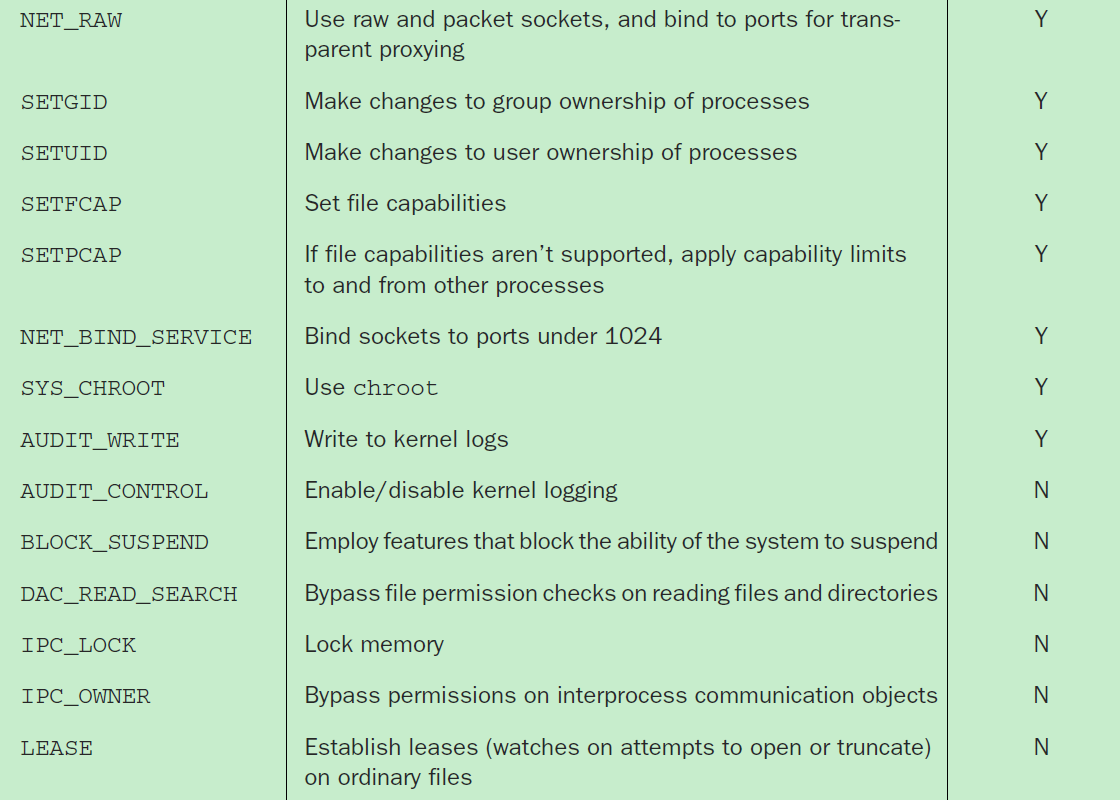 NET_RAW Use raw and packet sockets, and bind to ports for trans- Y
parent proxying
SETGID Make changes to group ownership of processes Y
SETUID Make changes to user ownership of processes Y
SETFCAP Set file capabilities Y
SETPCAP If file capabilities aren’t supported, apply capability limits Y
to and from other processes
NET_BIND_SERVICE Bind sockets to ports under 1024 Y
SYS_CHROOT Use chroot Y
AUDIT_WRITE Write to kernel logs Y
AUDIT_CONTROL Enable/disable kernel logging N
BLOCK_SUSPEND Employ features that block the ability of the system to suspend N
DAC_READ_SEARCH Bypass file permission checks on reading files and directories N
IPC_LOCK Lock memory N
IPC_OWNER Bypass permissions on interprocess communication objects N
LEASE Establish leases (watches on attempts to open or truncate) N
on ordinary files